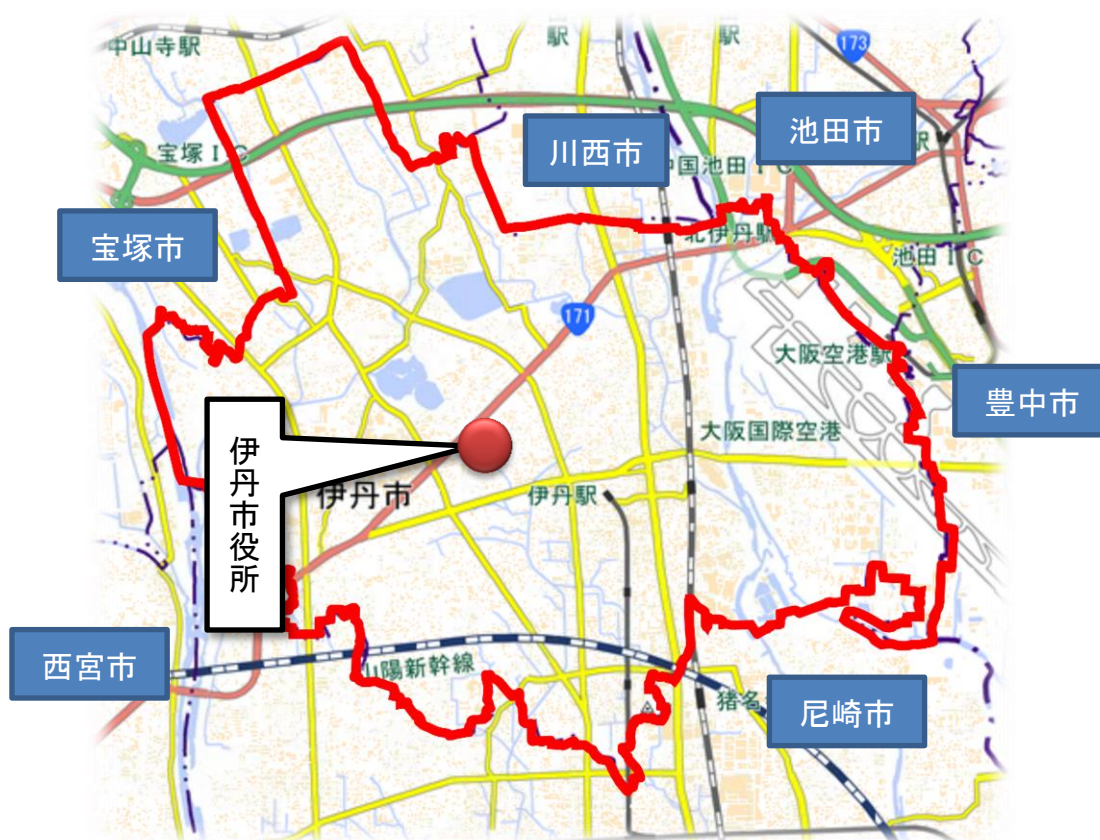 中山寺駅
駅
駅
173
池田市
川西市
宝塚IC
駅
中国池田IC
宝塚市
北伊丹駅
池田IC
171
大阪空港駅
豊中市
大阪国際空港
伊丹市役所
伊丹市
伊丹駅
西宮市
山陽新幹線
猪名
尼崎市